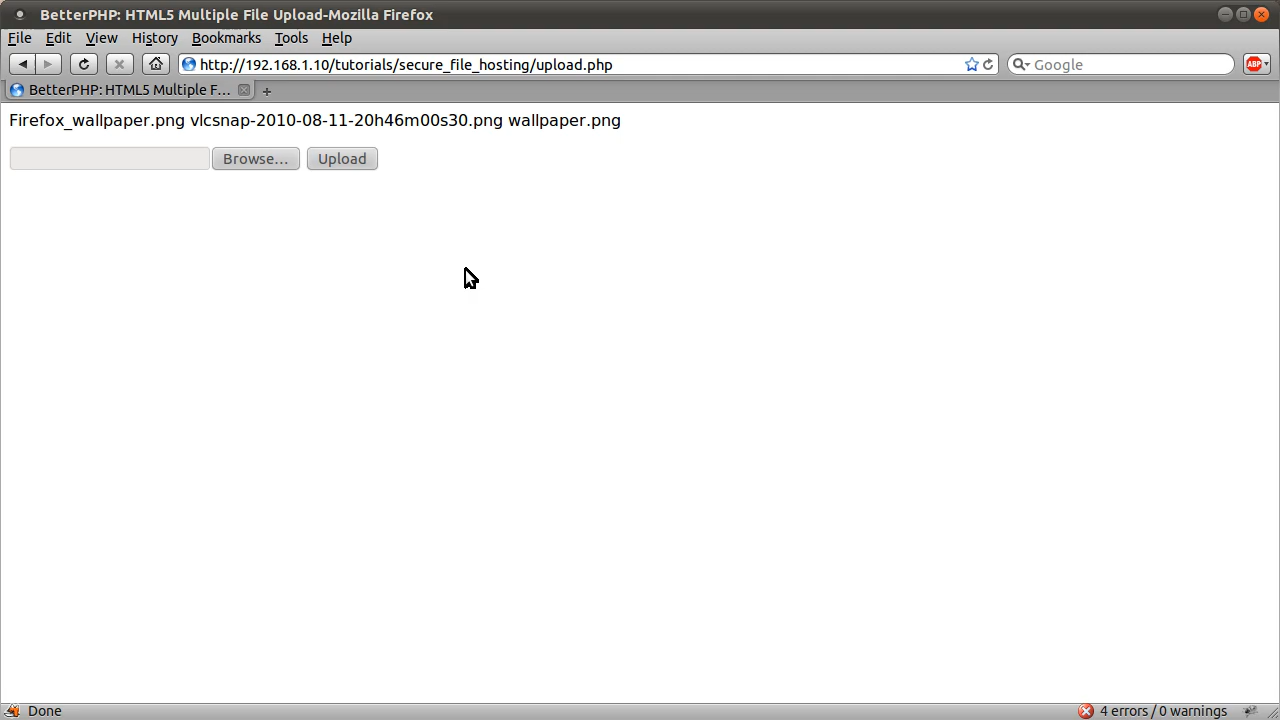 BetterPHP: HTML5 Multiple File Upload-Mozilla Firefox
File Edit View History Bookmarks Tools Help
http://192.168.1.10/tutorials/secure_file_hosting/upload.php Google ABP
BetterPHP: HTML5 Multiple F... +
Firefox_wallpaper.png vlcsnap-2010-08-11-20h46m00s30.png wallpaper.png
Browse... Upload
Done 4 errors / 0 warnings